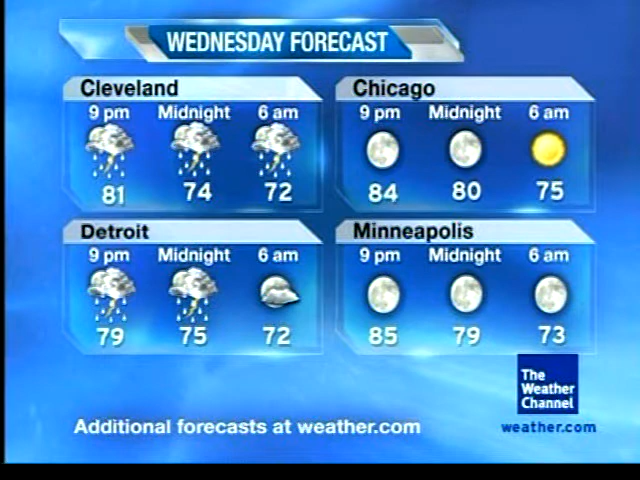 WEDNESDAY FORECAST
Cleveland
9 pm Midnight 6 am
81 74 72
Chicago
9 pm Midnight 6 am
84 80 75
Detroit
9 pm Midnight 6 am
79 75 72
Minneapolis
9 pm Midnight 6 am
85 79 73
The
Weather
Channel
Additional forecasts at weather.com
weather.com